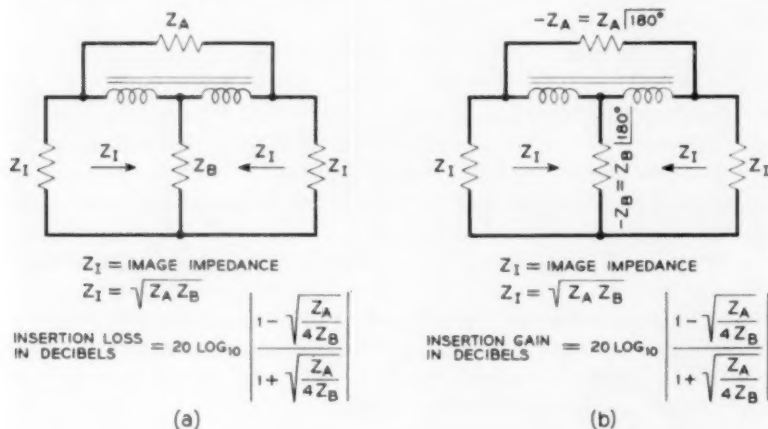 Z_A
Z_I
Z_I
Z_B
Z_I
Z_I
Z_I = IMAGE IMPEDANCE
Z_I = √(Z_A Z_B)
INSERTION LOSS IN DECIBELS = 20 LOG₁₀ | (1 - √(Z_A / 4Z_B)) / (1 + √(Z_A / 4Z_B)) |
(a)
-Z_A = Z_A 180°
Z_I
Z_I
-Z_B = Z_B 180°
Z_I
Z_I
Z_I = IMAGE IMPEDANCE
Z_I = √(Z_A Z_B)
INSERTION GAIN IN DECIBELS = 20 LOG₁₀ | (1 - √(Z_A / 4Z_B)) / (1 + √(Z_A / 4Z_B)) |
(b)